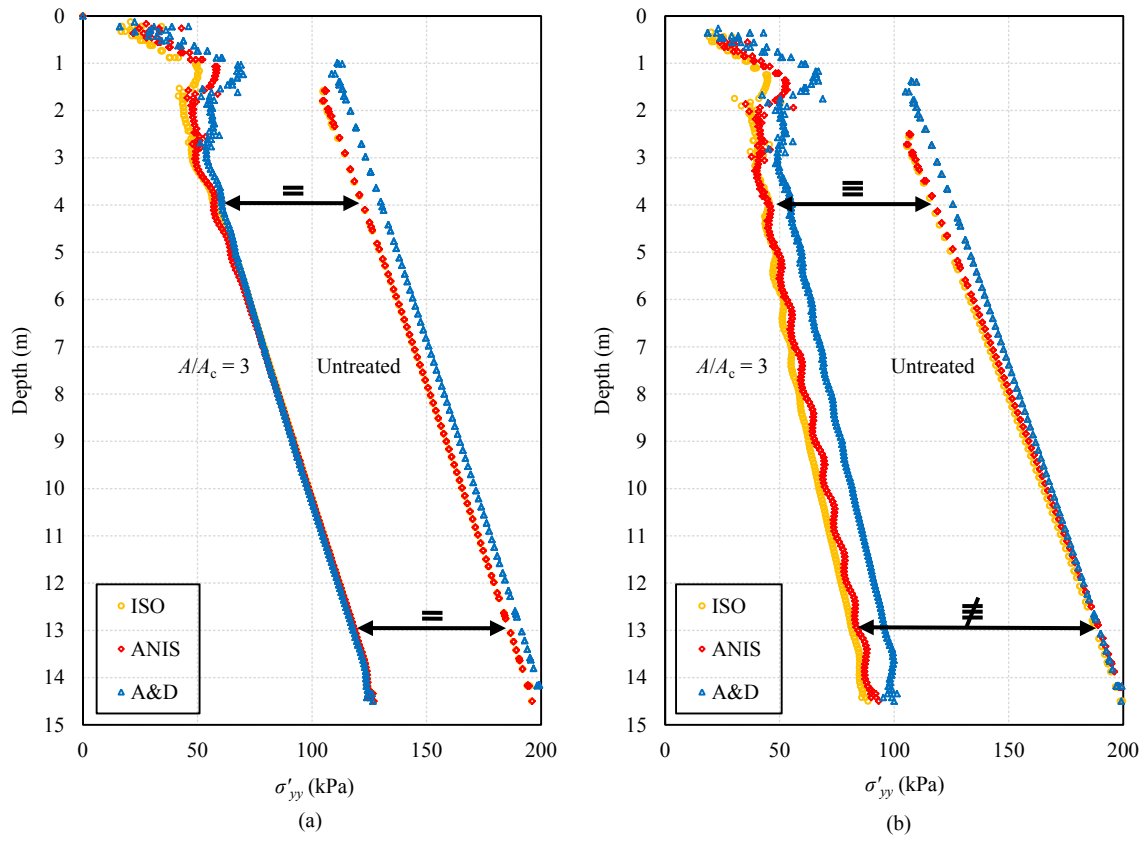 0
1
2
3
4
5
6
7
8
9
10
11
12
13
14
15
Depth (m)
=
A/Ac = 3
Untreated
=
ISO
ANIS
A&D
0 50 100 150 200
σ′yy (kPa)
(a)
0
1
2
3
4
5
6
7
8
9
10
11
12
13
14
15
Depth (m)
≡
A/Ac = 3
Untreated
≢
ISO
ANIS
A&D
0 50 100 150 200
σ′yy (kPa)
(b)